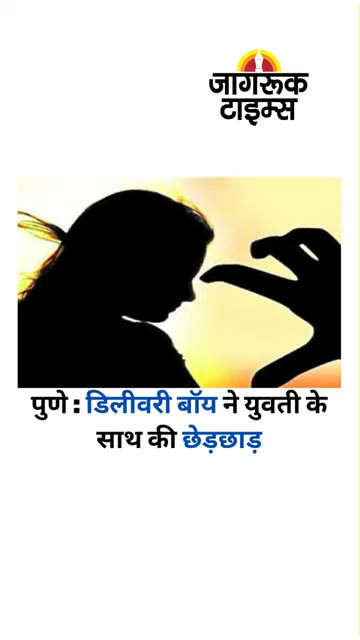 जागरूक
टाइम्स
पुणे : डिलीवरी बॉय ने युवती के
साथ की छेड़छाड़